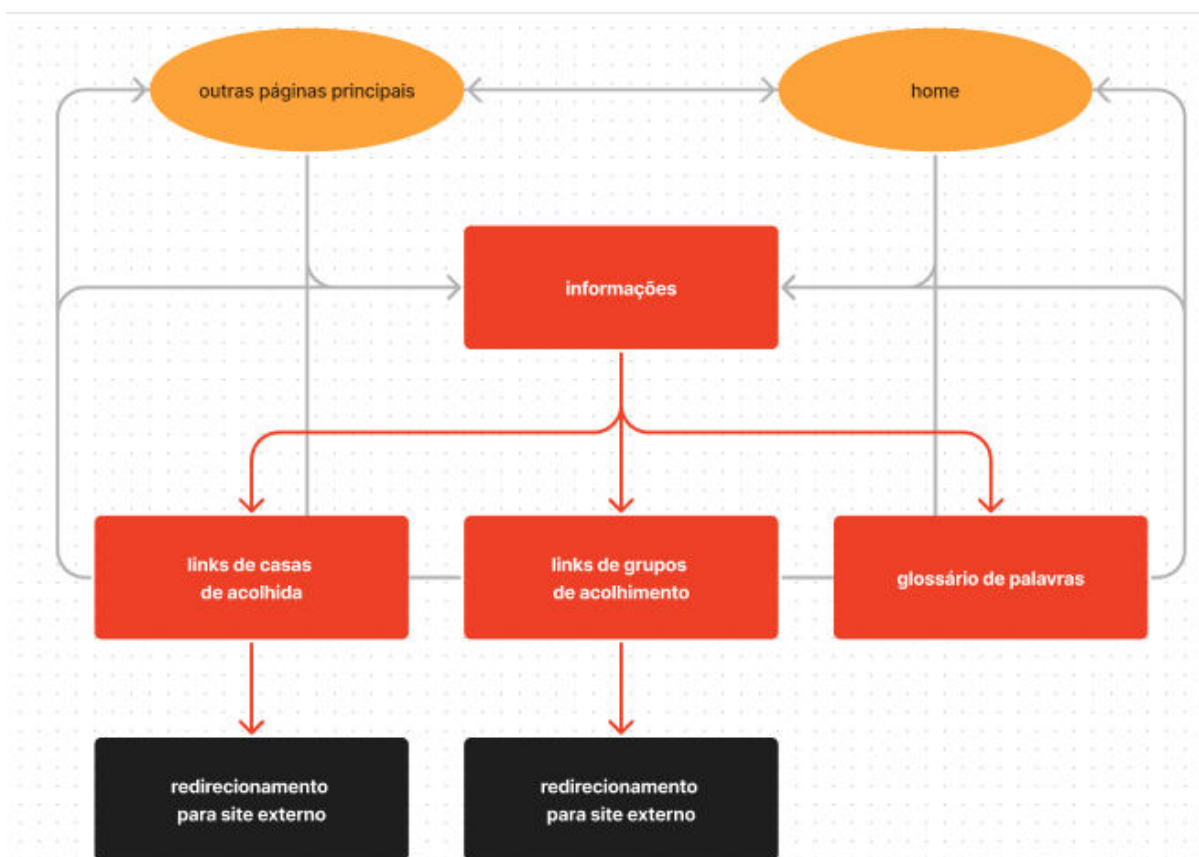 outras páginas principais
home
informações
links de casas
de acolhida
links de grupos
de acolhimento
glossário de palavras
redirecionamento
para site externo
redirecionamento
para site externo